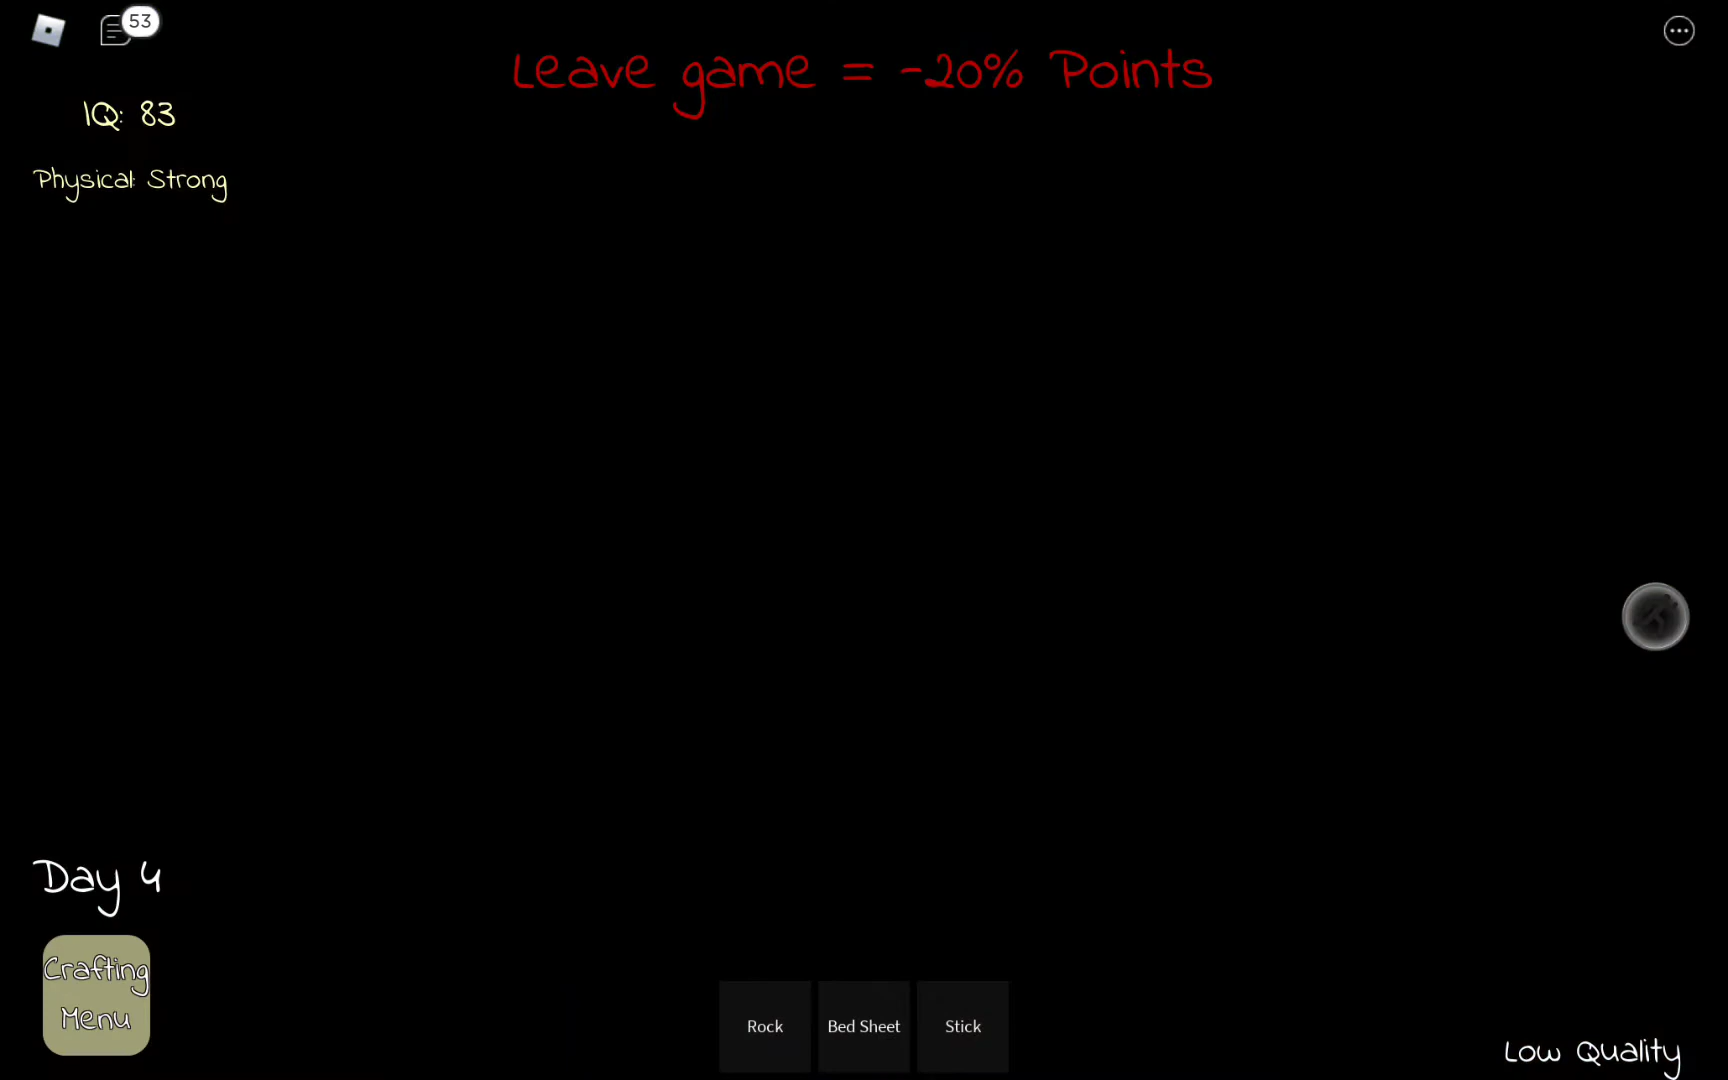 53
Leave game = -20% Points
IQ: 83
Physical: Strong
Day 4
Crafting
Menu
Rock
Bed Sheet
Stick
Low Quality